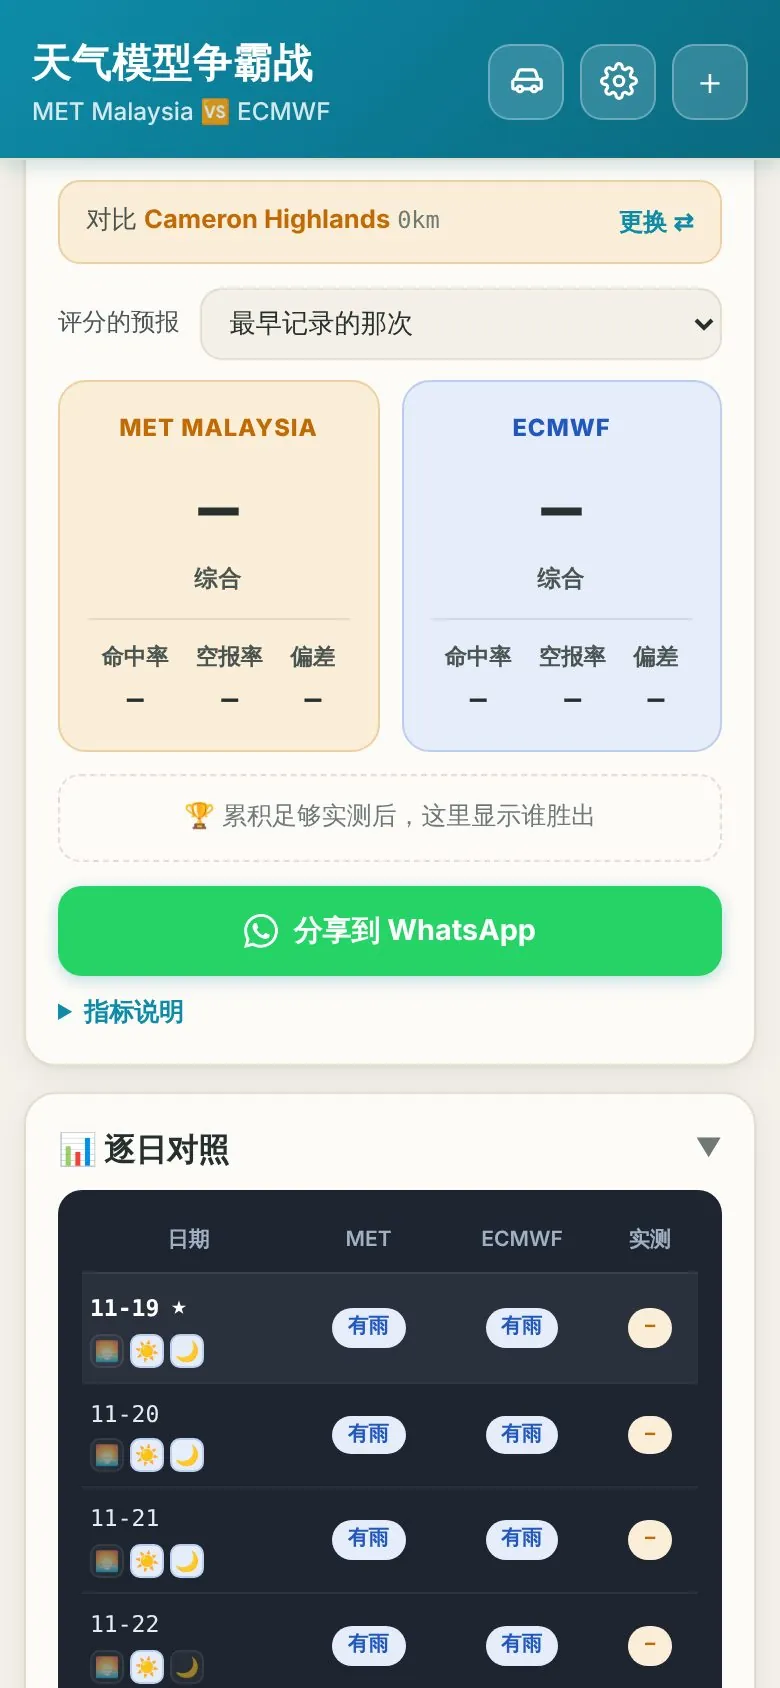 天气模型争霸战
MET Malaysia 🆚 ECMWF
+
对比 Cameron Highlands 0km
更换 ⇄
评分的预报
最早记录的那次
MET MALAYSIA
—
综合
命中率 空报率 偏差
– – –
ECMWF
—
综合
命中率 空报率 偏差
– – –
🏆 累积足够实测后，这里显示谁胜出
分享到 WhatsApp
▶ 指标说明
📊 逐日对照 ▼
日期 MET ECMWF 实测
11-19 ★ 有雨 有雨 –
11-20 有雨 有雨 –
11-21 有雨 有雨 –
11-22 有雨 有雨 –